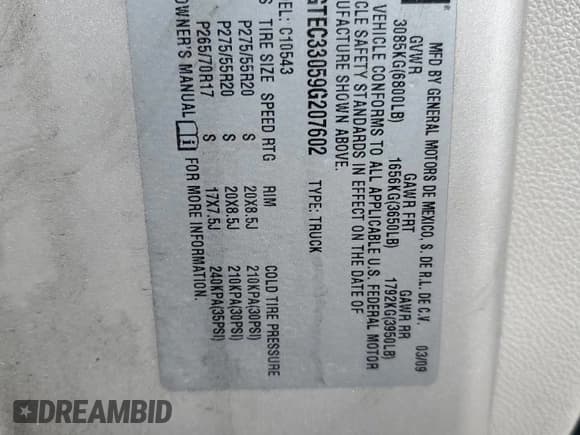 MFD BY GENERAL MOTORS DE MEXICO, S. DE R.L. DE C.V. 03/09
GVWR GAWR FRT GAWR RR
3085KG(6800LB) 1656KG(3650LB) 1792KG(3950LB)
VEHICLE CONFORMS TO ALL APPLICABLE U.S. FEDERAL MOTOR
CLE SAFETY STANDARDS IN EFFECT ON THE DATE OF
UFACTURE SHOWN ABOVE.
GTEC33059G207602 TYPE: TRUCK
EL: C10543
S TIRE SIZE SPEED RTG RIM COLD TIRE PRESSURE
P275/55R20 S 20X8.5J 210KPA(30PSI)
P275/55R20 S 20X8.5J 210KPA(30PSI)
P265/70R17 S 17X7.5J 240KPA(35PSI)
OWNER'S MANUAL i FOR MORE INFORMATION.
DREAMBID